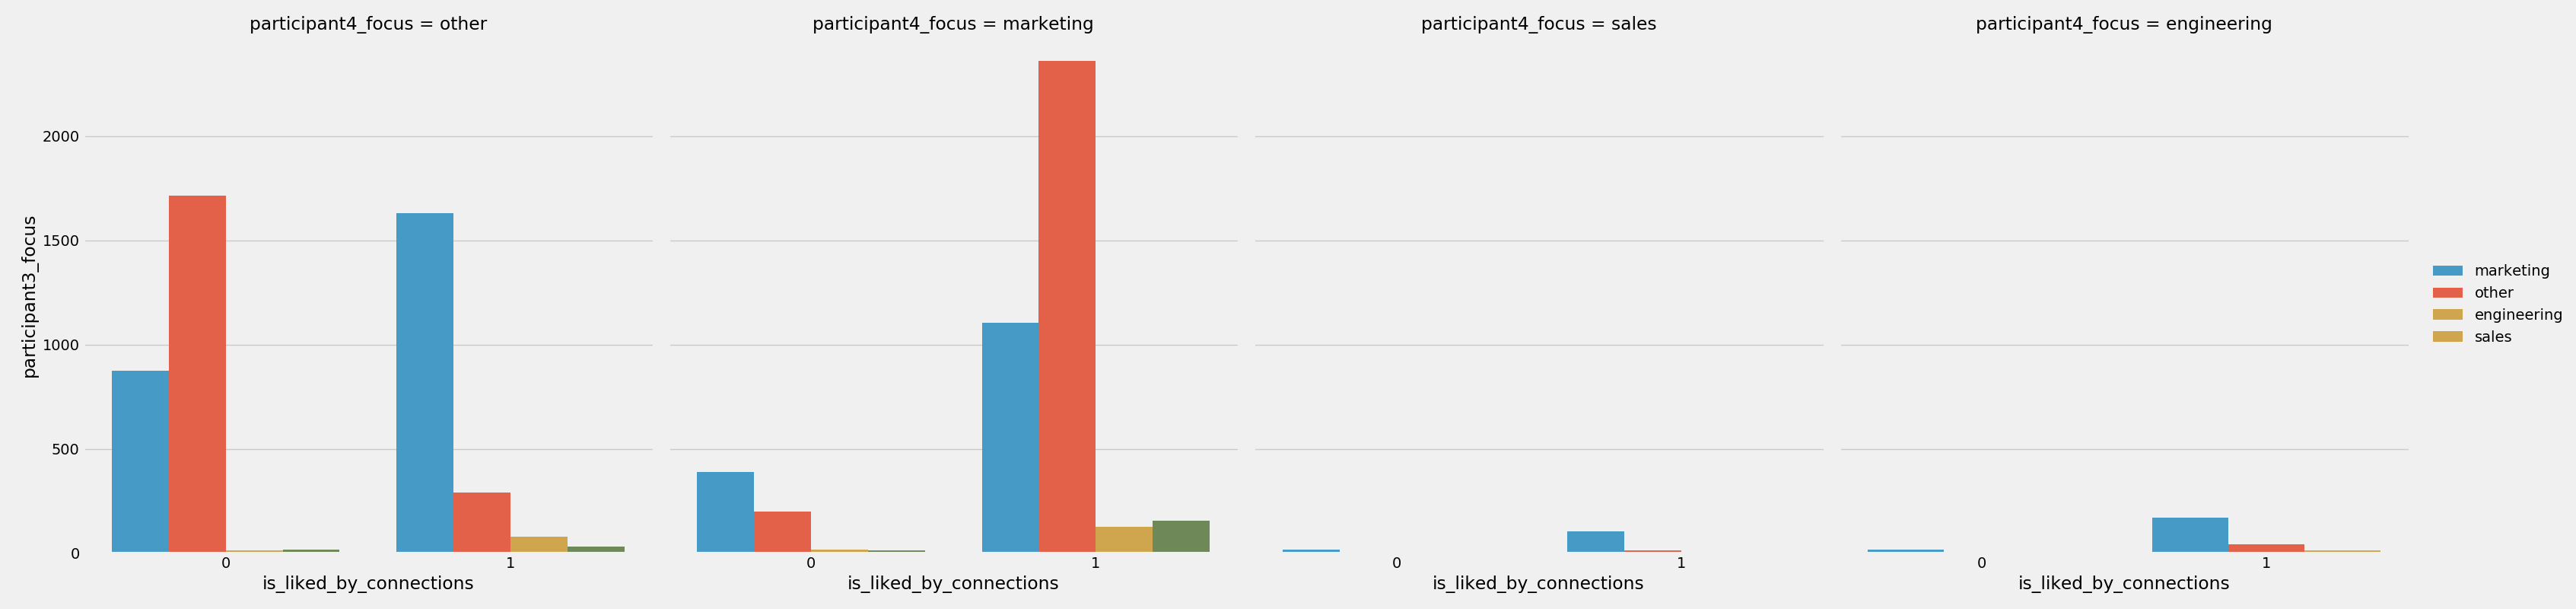 participant4_focus = other
participant4_focus = marketing
participant4_focus = sales
participant4_focus = engineering
participant3_focus
2000
1500
1000
500
0
0 1
0 1
0 1
0 1
is_liked_by_connections
is_liked_by_connections
is_liked_by_connections
is_liked_by_connections
marketing
other
engineering
sales